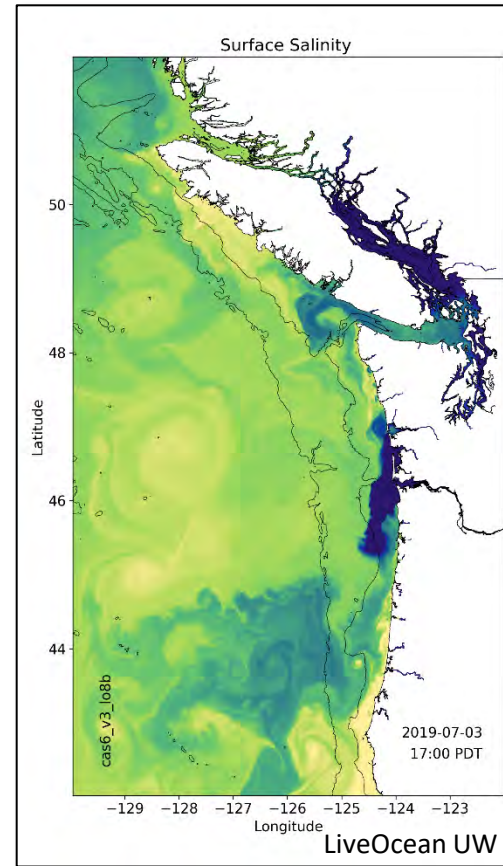 Surface Salinity
50
48
46
44
Latitude
cas6_v3_lo8b
2019-07-03
17:00 PDT
−129 −128 −127 −126 −125 −124 −123
Longitude
LiveOcean UW